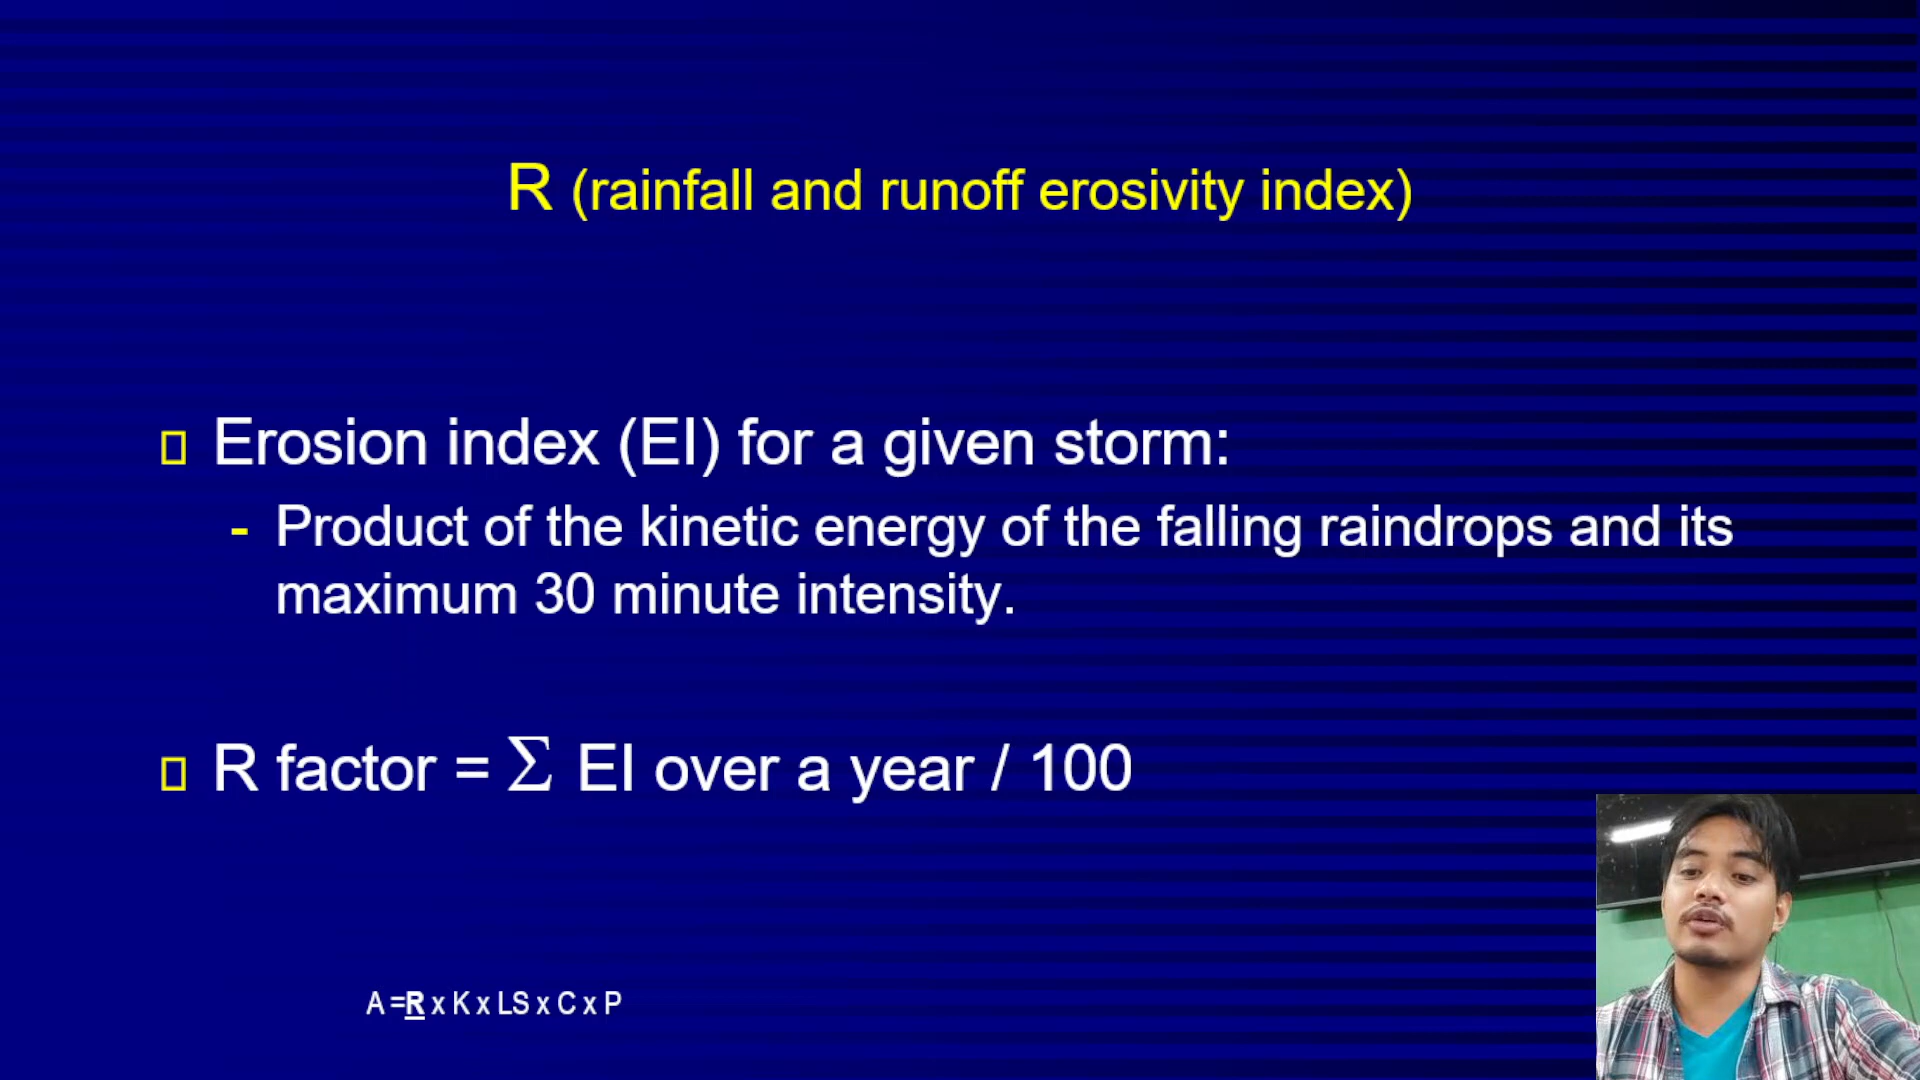 R (rainfall and runoff erosivity index)
Erosion index (EI) for a given storm:
- Product of the kinetic energy of the falling raindrops and its
maximum 30 minute intensity.
R factor = Σ EI over a year / 100
A =R x K x LS x C x P